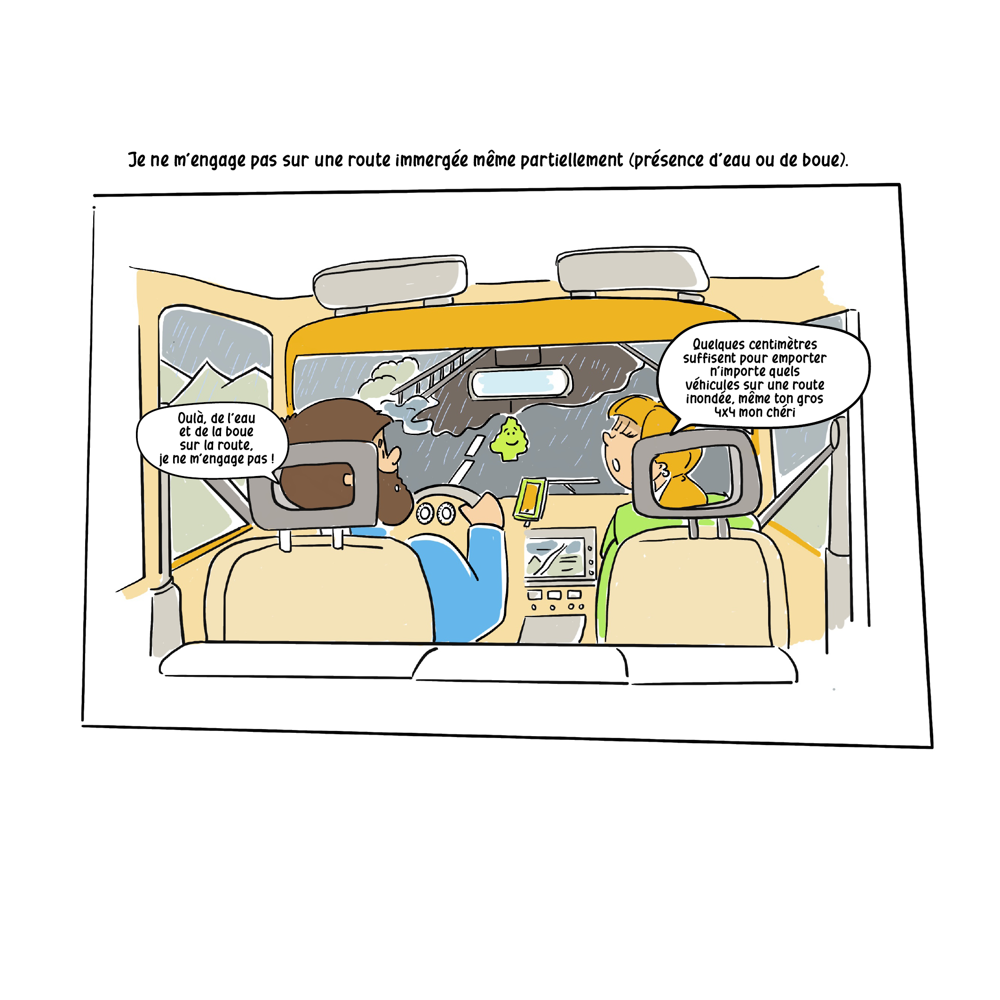 Je ne m'engage pas sur une route immergée même partiellement (présence d'eau ou de boue).
Oulà, de l'eau
et de la boue
sur la route,
je ne m'engage pas !
Quelques centimètres
suffisent pour emporter
n'importe quels
véhicules sur une route
inondée, même ton gros
4x4 mon chéri